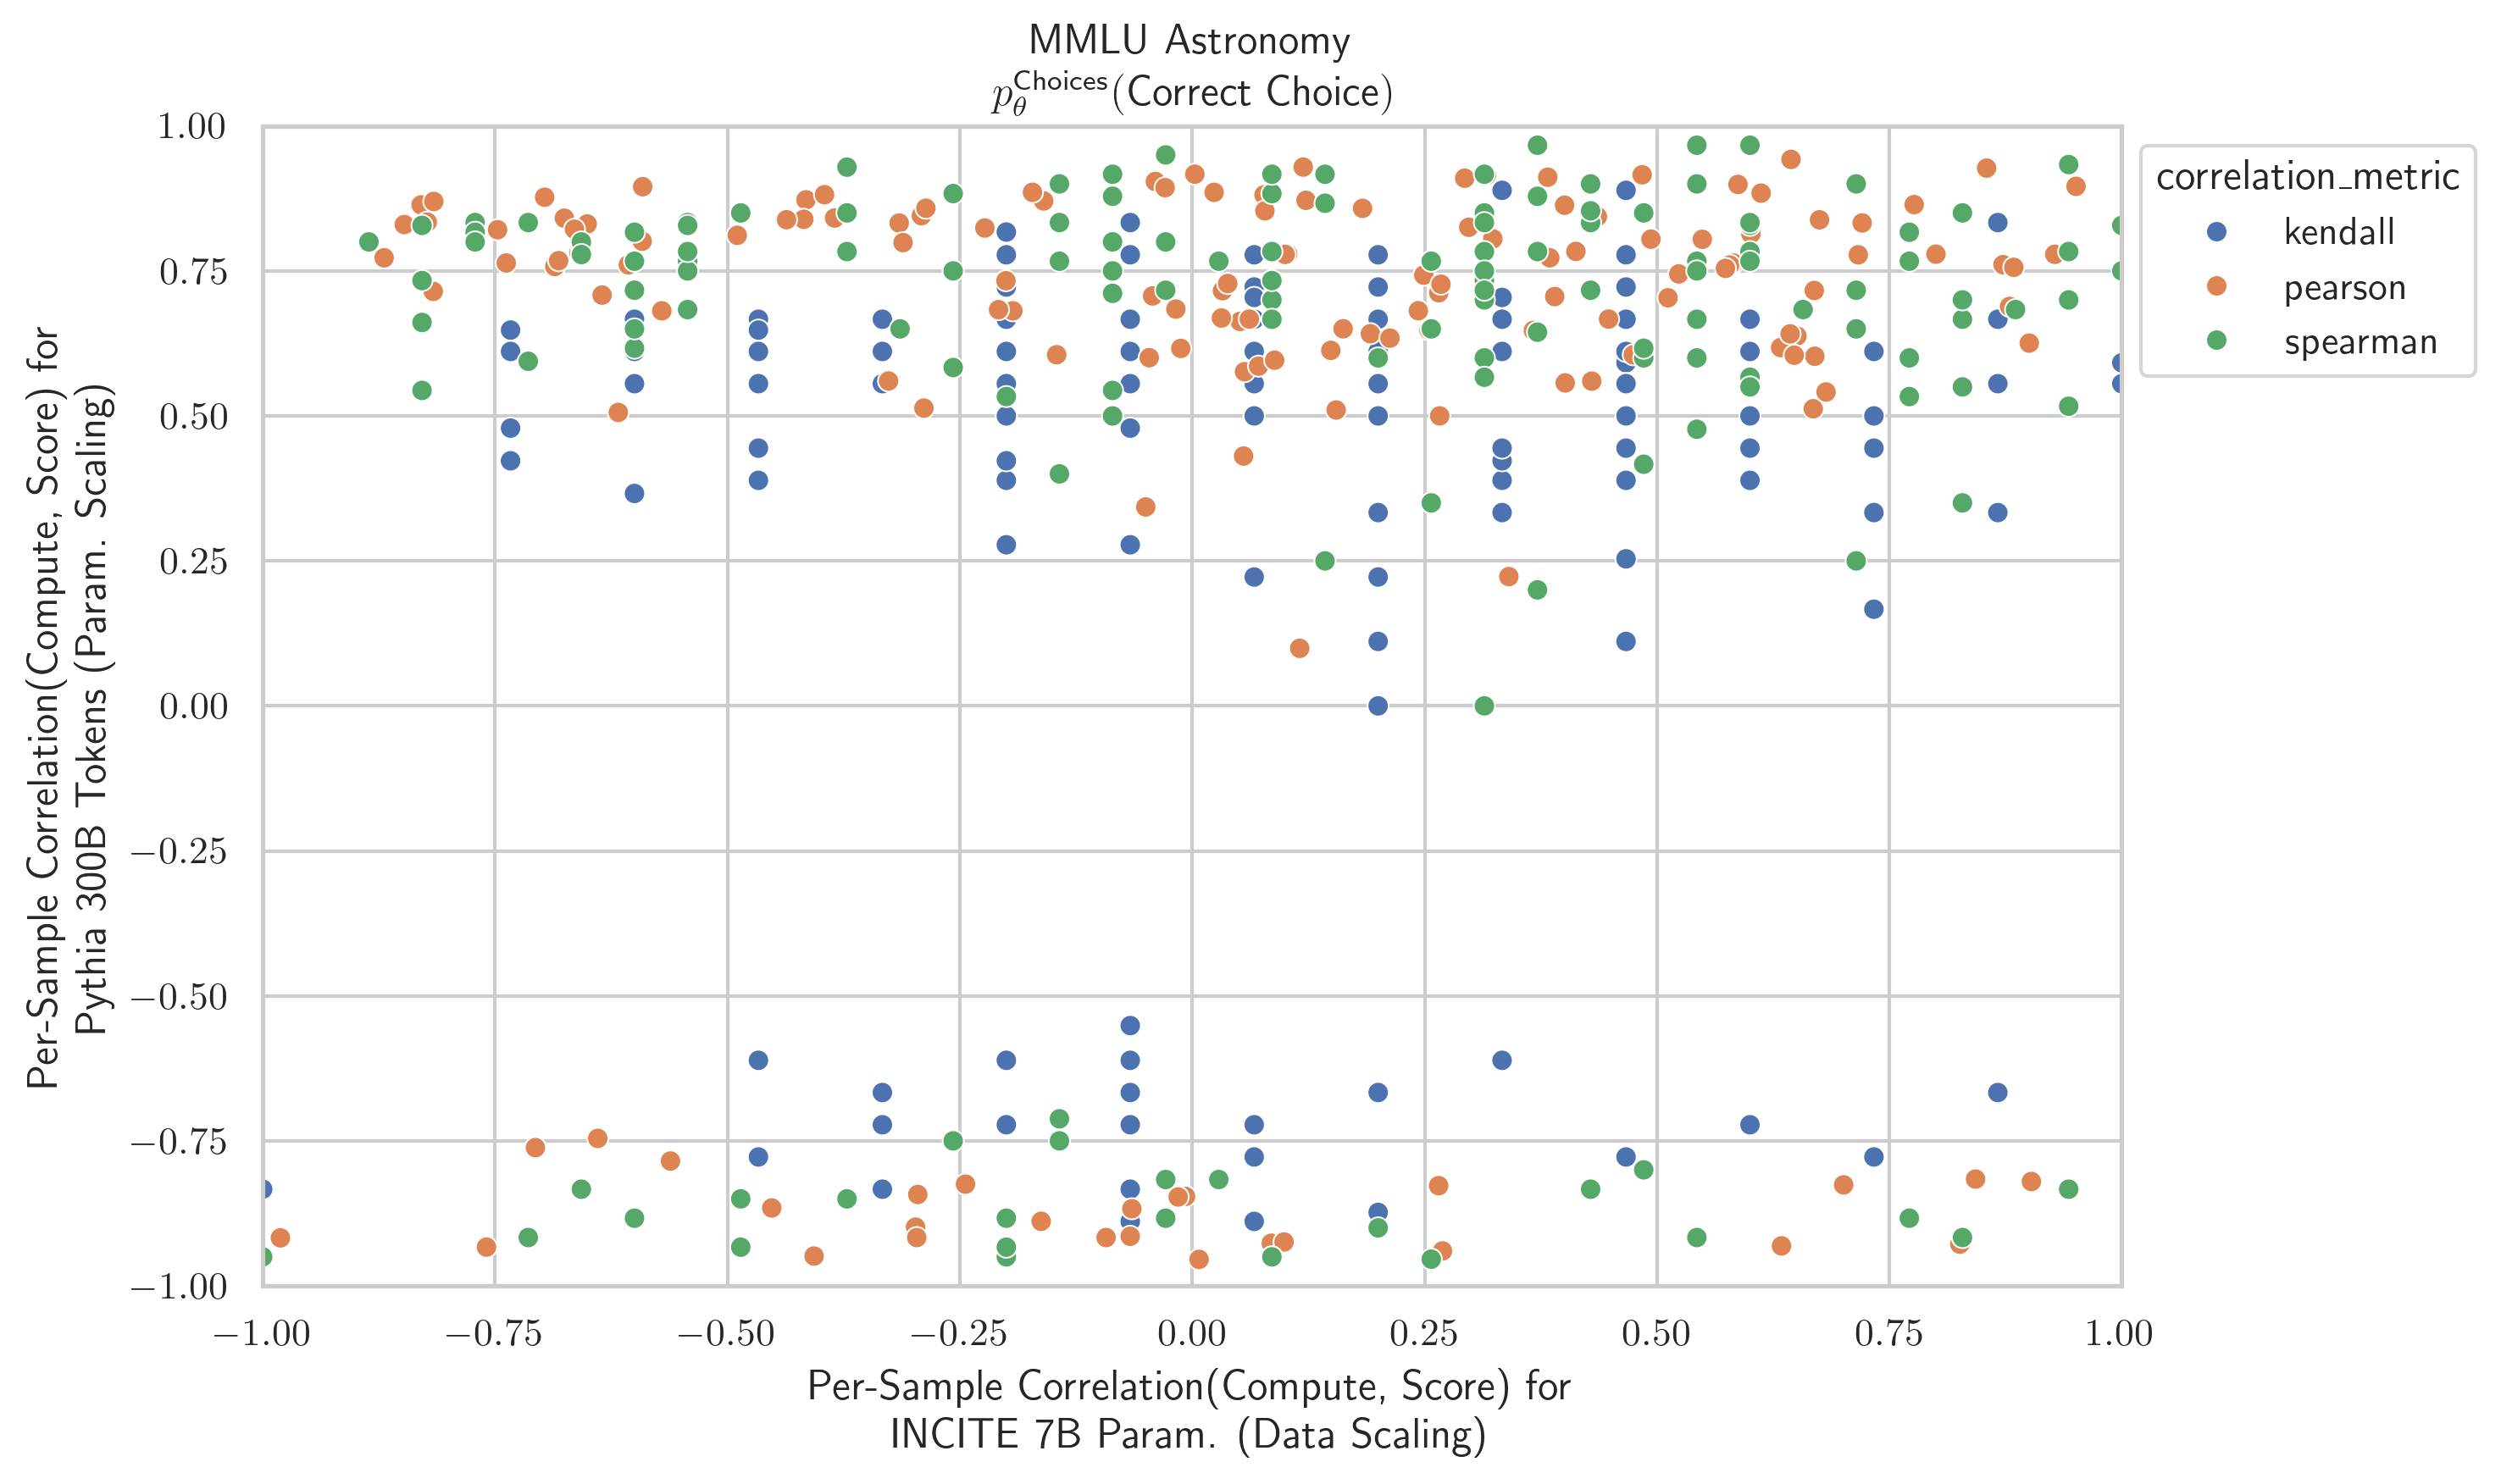 MMLU Astronomy
p_θ^Choices(Correct Choice)
1.00
0.75
0.50
0.25
0.00
−0.25
−0.50
−0.75
−1.00
Per-Sample Correlation(Compute, Score) for
Pythia 300B Tokens (Param. Scaling)
correlation_metric
kendall
pearson
spearman
−1.00 −0.75 −0.50 −0.25 0.00 0.25 0.50 0.75 1.00
Per-Sample Correlation(Compute, Score) for
INCITE 7B Param. (Data Scaling)